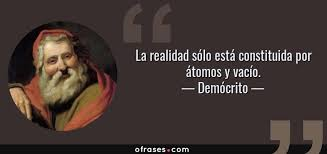 La realidad sólo está constituida por
átomos y vacío.
— Demócrito —
ofrases.com